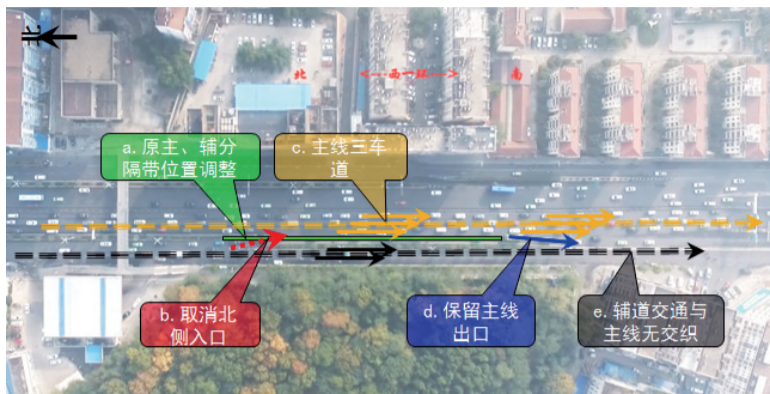 北
北 <---西一环---> 南
a. 原主、辅分
隔带位置调整
c. 主线三车
道
b. 取消北
侧入口
d. 保留主线
出口
e. 辅道交通与
主线无交织